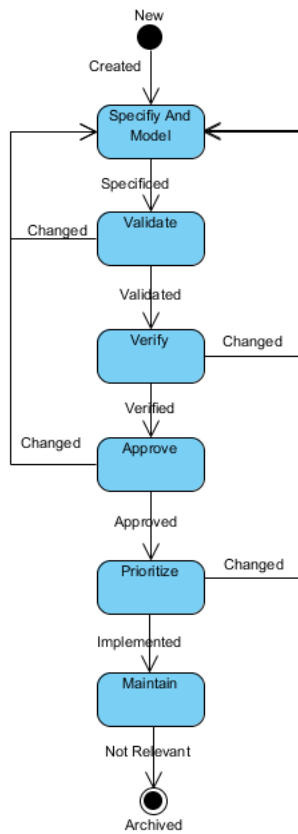 New
Created
Specifiy And
Model
Specificed
Changed
Validate
Validated
Verify
Changed
Verified
Changed
Approve
Approved
Prioritize
Changed
Implemented
Maintain
Not Relevant
Archived